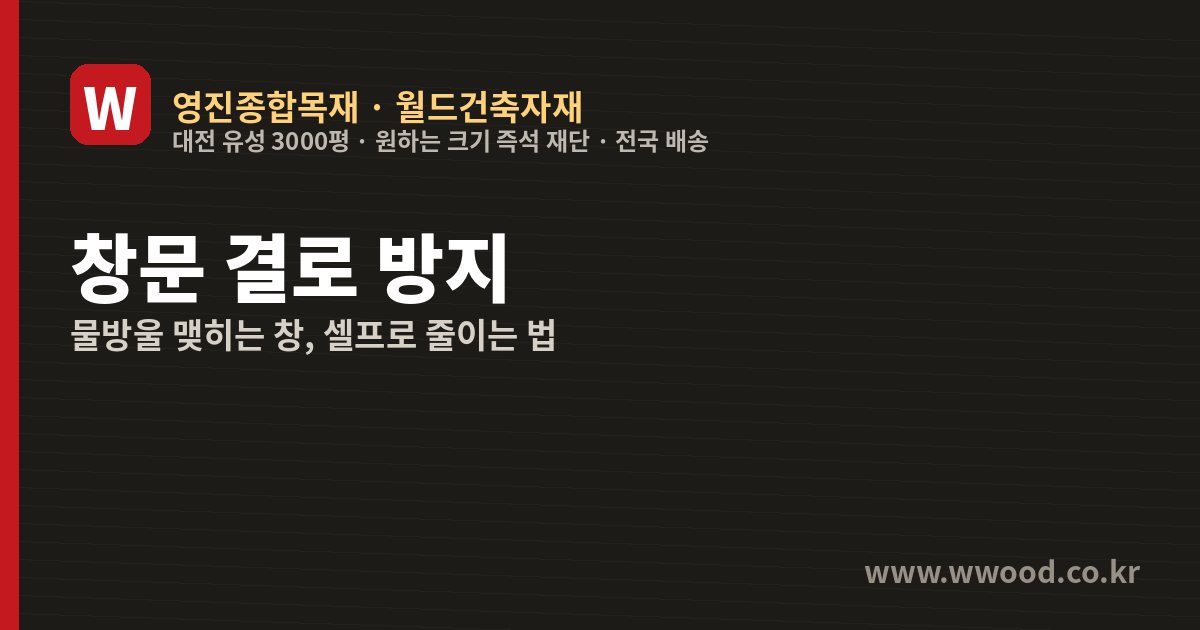 W
영진종합목재 · 월드건축자재
대전 유성 3000평 · 원하는 크기 즉석 재단 · 전국 배송
창문 결로 방지
물방울 맺히는 창, 셀프로 줄이는 법
www.wwood.co.kr